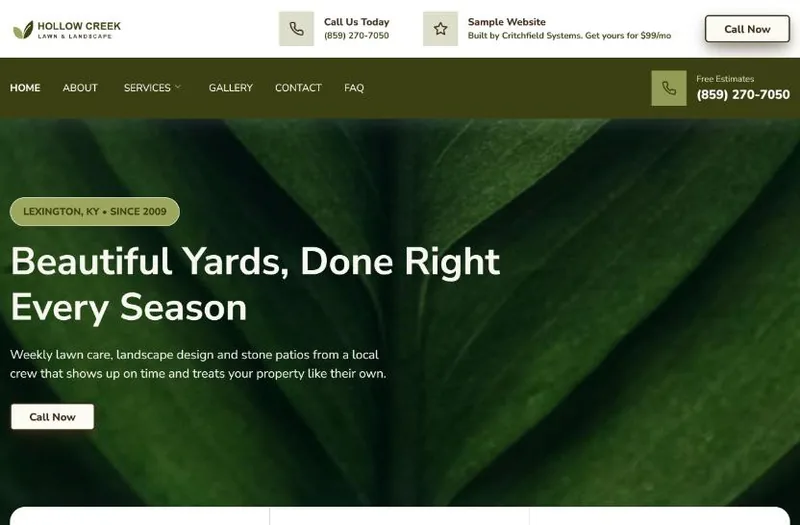 HOLLOW CREEK
LAWN & LANDSCAPE
Call Us Today
(859) 270-7050
Sample Website
Built by Critchfield Systems. Get yours for $99/mo
Call Now
HOME
ABOUT
SERVICES
GALLERY
CONTACT
FAQ
Free Estimates
(859) 270-7050
LEXINGTON, KY • SINCE 2009
Beautiful Yards, Done Right
Every Season
Weekly lawn care, landscape design and stone patios from a local
crew that shows up on time and treats your property like their own.
Call Now